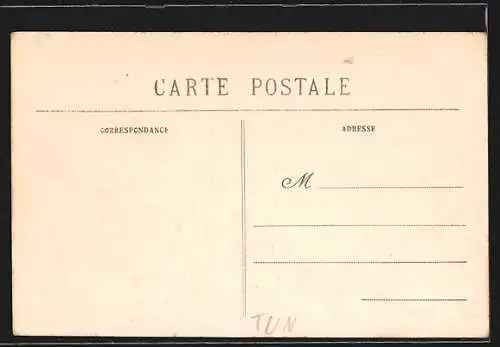 CARTE POSTALE
CORRESPONDANCE
ADRESSE
M
TUN